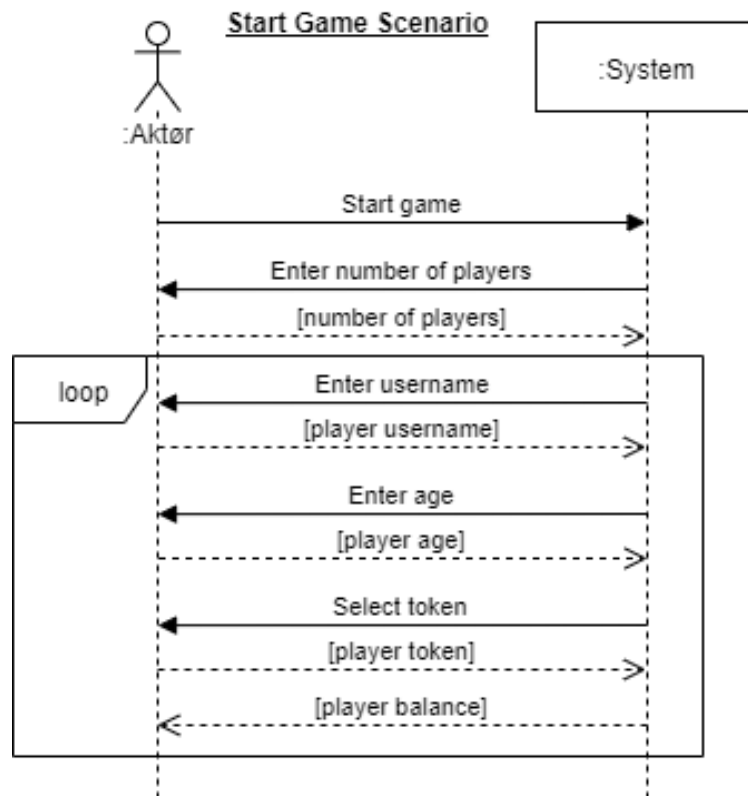 Start Game Scenario
:System
:Aktør
Start game
Enter number of players
[number of players]
loop
Enter username
[player username]
Enter age
[player age]
Select token
[player token]
[player balance]